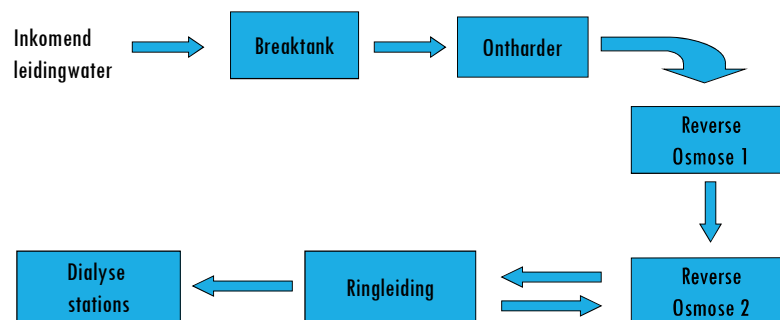 Inkomend
leidingwater
Breaktank
Ontharder
Reverse
Osmose 1
Reverse
Osmose 2
Ringleiding
Dialyse
stations